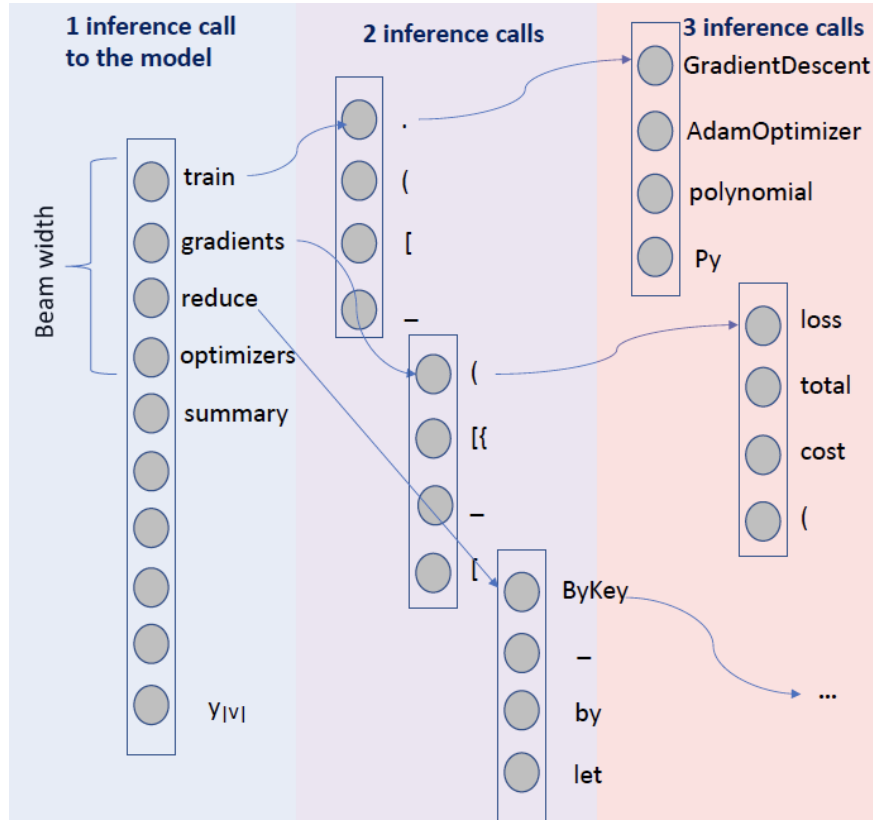 1 inference call
to the model
Beam width
train
gradients
reduce
optimizers
summary
y|v|
2 inference calls
.
(
[
_
(
[{
_
[
ByKey
_
by
let
3 inference calls
GradientDescent
AdamOptimizer
polynomial
Py
loss
total
cost
(
...